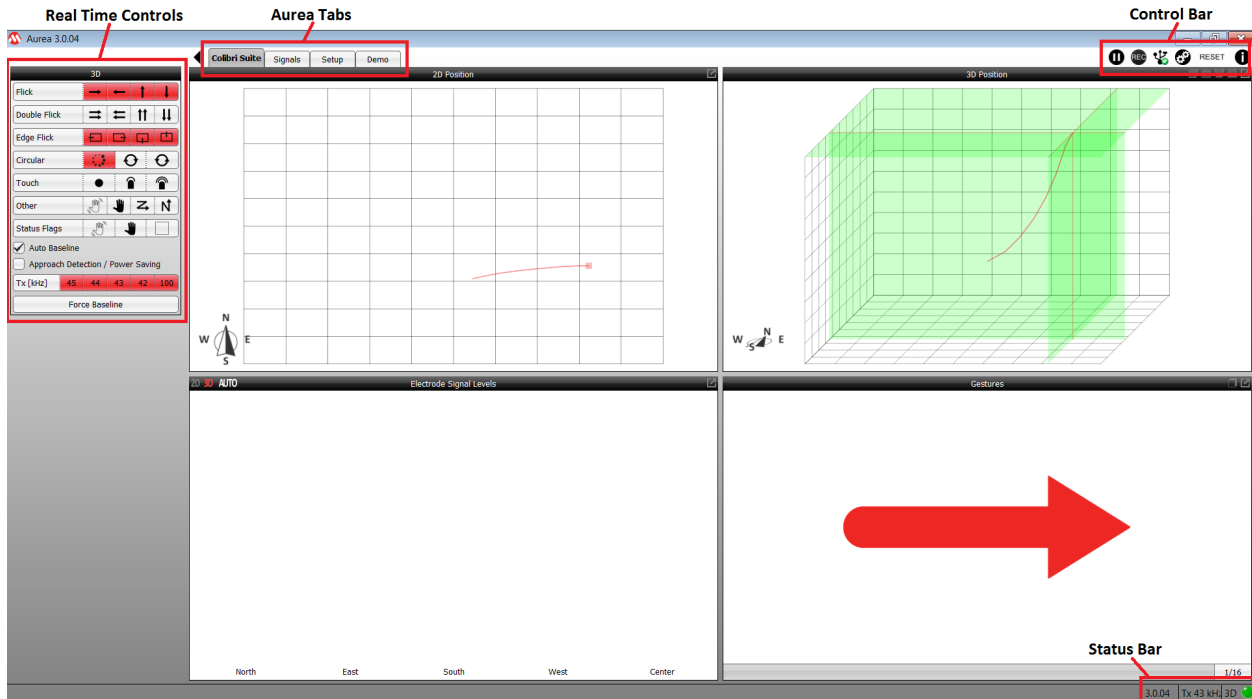 Real Time Controls
Aurea Tabs
Control Bar
Aurea 3.0.04
Colibri Suite Signals Setup Demo
REC RESET
3D
Flick
Double Flick
Edge Flick
Circular
Touch
Other
Status Flags
Auto Baseline
Approach Detection / Power Saving
Tx [kHz] 45 44 43 42 100
Force Baseline
2D Position
N
W E
S
3D Position
N
W E
S
2D 3D AUTO Electrode Signal Levels
North East South West Center
Gestures
1/16
Status Bar
3.0.04 Tx 43 kHz 3D